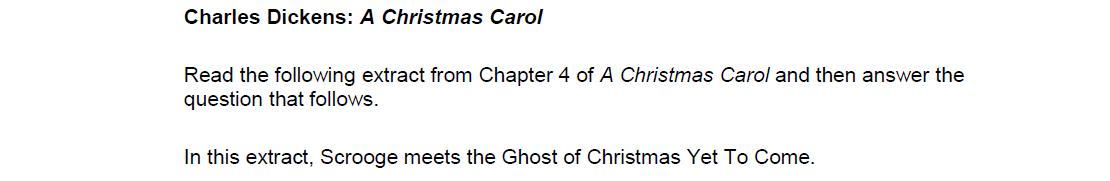 Charles Dickens: A Christmas Carol
Read the following extract from Chapter 4 of A Christmas Carol and then answer the
question that follows.
In this extract, Scrooge meets the Ghost of Christmas Yet To Come.